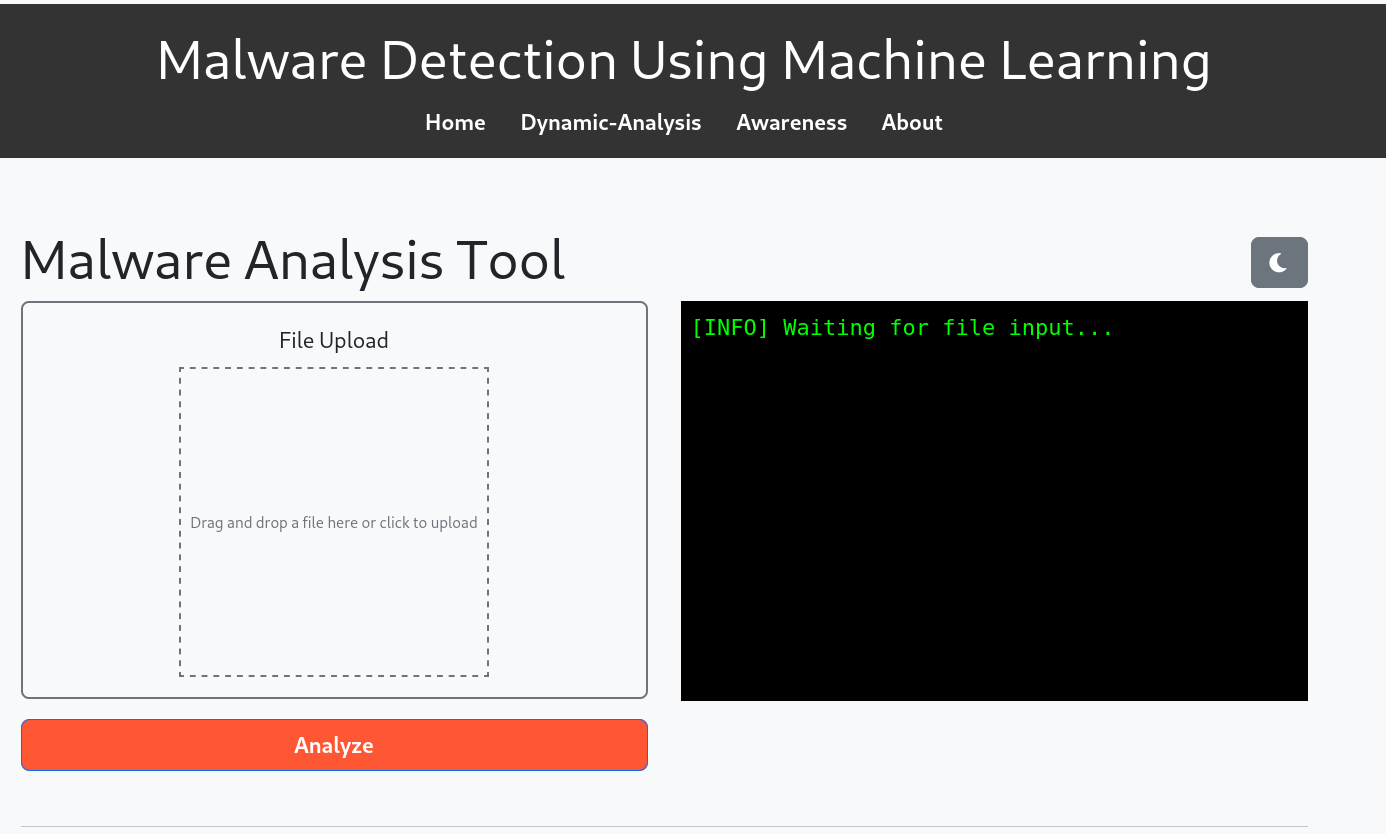 Malware Detection Using Machine Learning
Home Dynamic-Analysis Awareness About
Malware Analysis Tool
File Upload
Drag and drop a file here or click to upload
[INFO] Waiting for file input...
Analyze